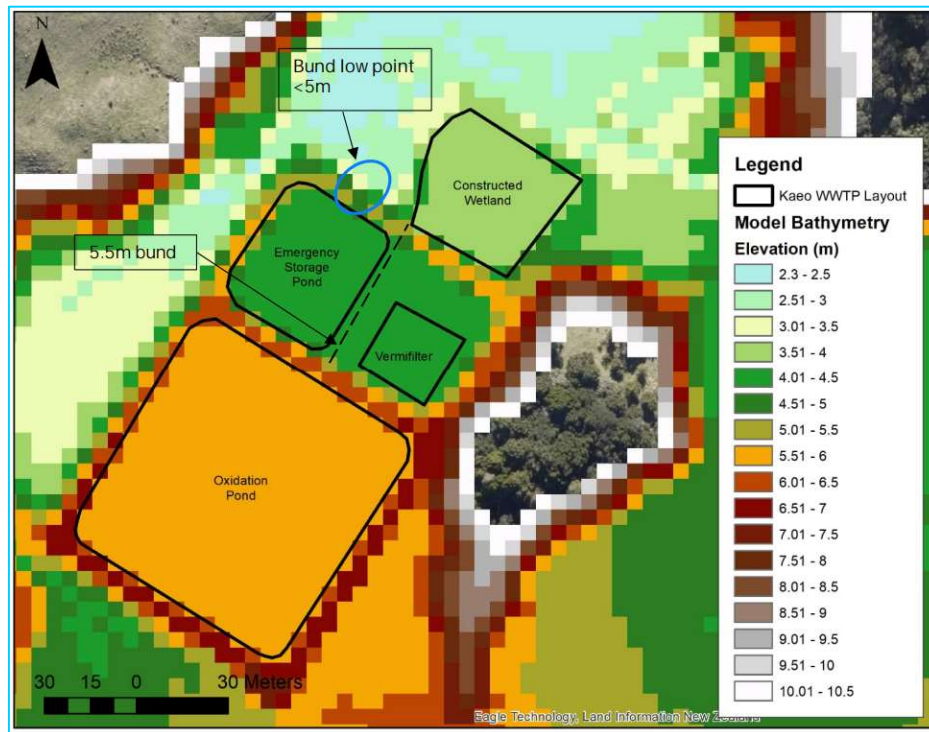 N
Bund low point
<5m
Constructed
Wetland
5.5m bund
Emergency
Storage
Pond
Vermifilter
Oxidation
Pond
30 15 0 30 Meters
Eagle Technology, Land Information New Zealand
Legend
Kaeo WWTP Layout
Model Bathymetry
Elevation (m)
2.3 - 2.5
2.51 - 3
3.01 - 3.5
3.51 - 4
4.01 - 4.5
4.51 - 5
5.01 - 5.5
5.51 - 6
6.01 - 6.5
6.51 - 7
7.01 - 7.5
7.51 - 8
8.01 - 8.5
8.51 - 9
9.01 - 9.5
9.51 - 10
10.01 - 10.5